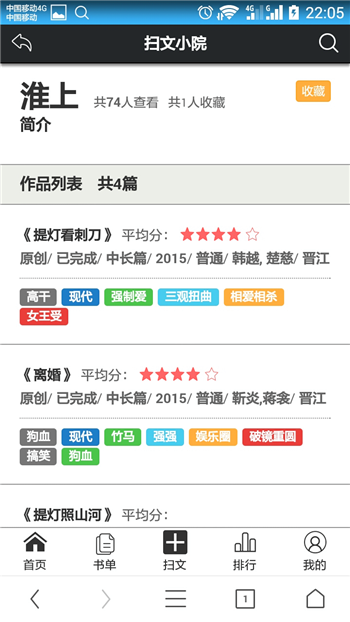 中国移动4G
中国移动
4G
G
22:05
扫文小院
淮上 共74人查看 共1人收藏 收藏
简介
作品列表 共4篇
《提灯看刺刀》 平均分：
原创/ 已完成/ 中长篇/ 2015/ 普通/ 韩越, 楚慈/ 晋江
高干 现代 强制爱 三观扭曲 相爱相杀
女王受
《离婚》 平均分：
原创/ 已完成/ 中长篇/ 2015/ 普通/ 靳炎,蒋衾/ 晋江
狗血 现代 竹马 强强 娱乐圈 破镜重圆
搞笑 狗血
《提灯照山河》 平均分：
首页 书单 扫文 排行 我的
1